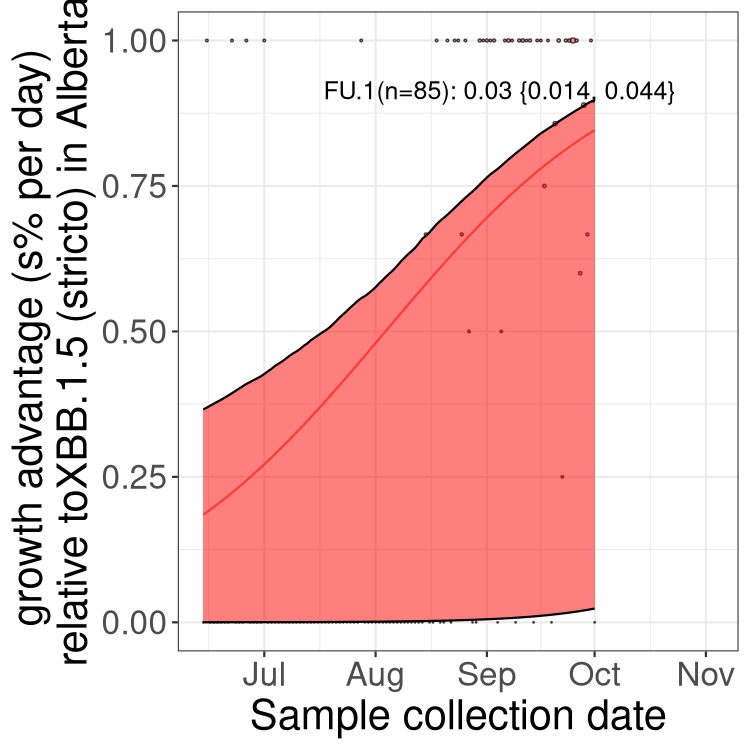 growth advantage (s% per day)
relative toXBB.1.5 (stricto) in Alberta
1.00
0.75
0.50
0.25
0.00
FU.1(n=85): 0.03 {0.014, 0.044}
Jul Aug Sep Oct Nov
Sample collection date